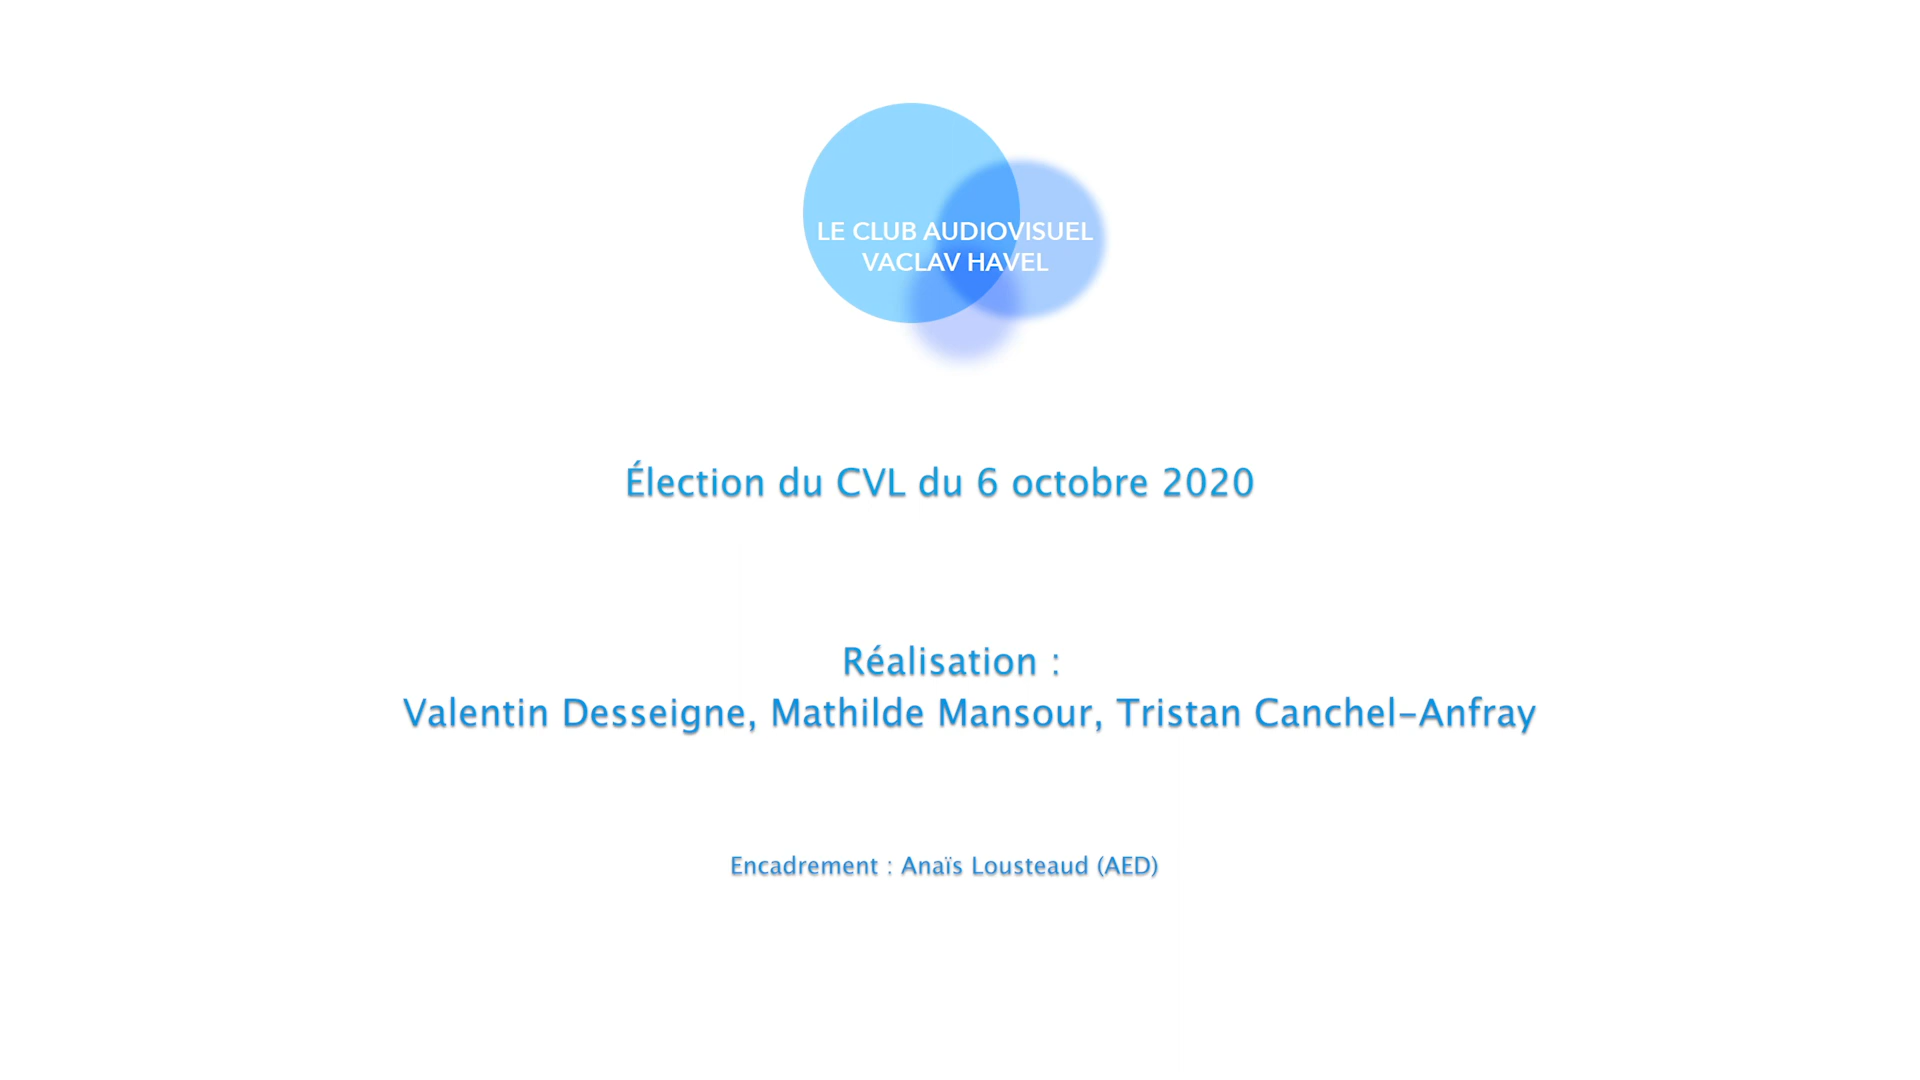 LE CLUB AUDIOVISUEL
VACLAV HAVEL
Élection du CVL du 6 octobre 2020
Réalisation :
Valentin Desseigne, Mathilde Mansour, Tristan Canchel-Anfray
Encadrement : Anaïs Lousteaud (AED)